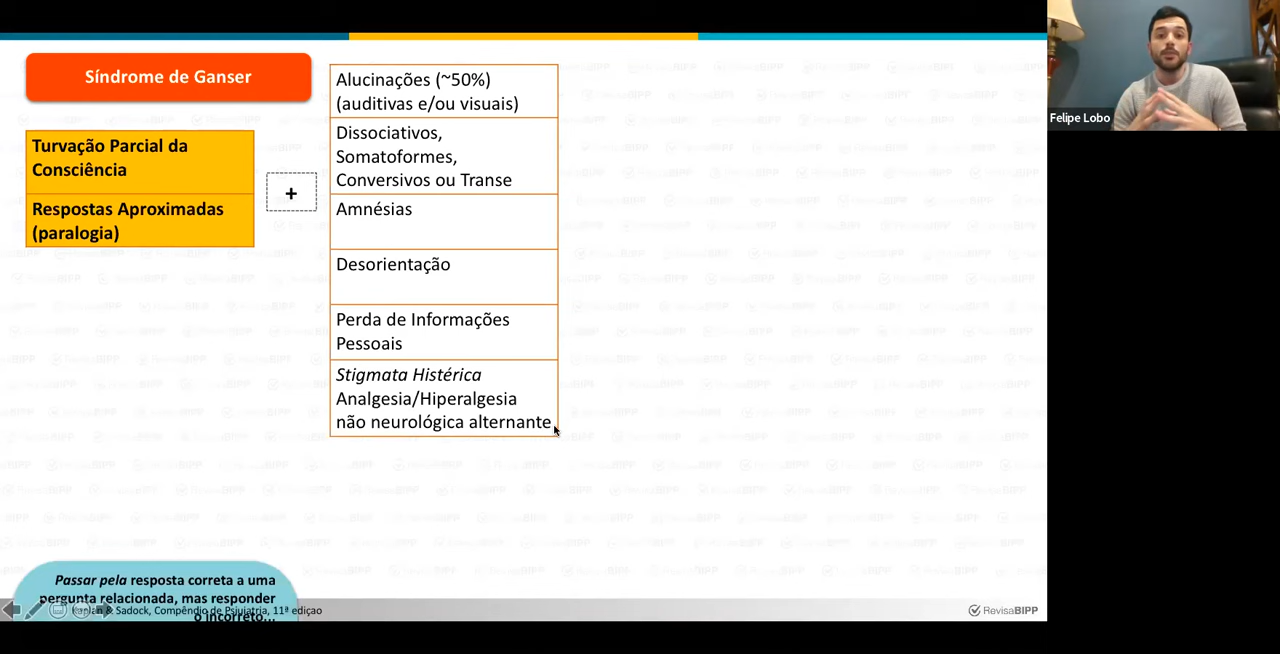 Síndrome de Ganser
Turvação Parcial da
Consciência
Respostas Aproximadas
(paralogia)
+
Alucinações (~50%)
(auditivas e/ou visuais)
Dissociativos,
Somatoformes,
Conversivos ou Transe
Amnésias
Desorientação
Perda de Informações
Pessoais
Stigmata Histérica
Analgesia/Hiperalgesia
não neurológica alternante
Passar pela resposta correta a uma
pergunta relacionada, mas responder
o incorreto...
Kaplan & Sadock, Compêndio de Psiquiatria, 11ª ediçao
RevisaBIPP
Felipe Lobo